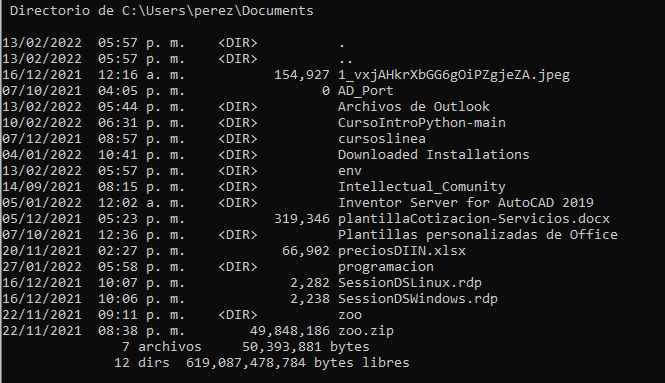 Directorio de C:\Users\perez\Documents
13/02/2022 05:57 p. m. <DIR> .
13/02/2022 05:57 p. m. <DIR> ..
16/12/2021 12:16 a. m. 154,927 1_vxjAHkrXbGG6gOiPZgjeZA.jpeg
07/10/2021 04:05 p. m. 0 AD_Port
13/02/2022 05:44 p. m. <DIR> Archivos de Outlook
10/02/2022 06:31 p. m. <DIR> CursoIntroPython-main
07/12/2021 08:57 p. m. <DIR> cursoslinea
04/01/2022 10:41 p. m. <DIR> Downloaded Installations
13/02/2022 05:57 p. m. <DIR> env
14/09/2021 08:15 p. m. <DIR> Intellectual_Comunity
05/01/2022 12:02 a. m. <DIR> Inventor Server for AutoCAD 2019
05/12/2021 05:23 p. m. 319,346 plantillaCotizacion-Servicios.docx
07/10/2021 12:36 p. m. <DIR> Plantillas personalizadas de Office
20/11/2021 02:27 p. m. 66,902 preciosDIIN.xlsx
27/01/2022 05:58 p. m. <DIR> programacion
16/12/2021 10:07 p. m. 2,282 SessionDSLinux.rdp
16/12/2021 10:06 p. m. 2,238 SessionDSWindows.rdp
22/11/2021 09:11 p. m. <DIR> zoo
22/11/2021 08:38 p. m. 49,848,186 zoo.zip
7 archivos 50,393,881 bytes
12 dirs 619,087,478,784 bytes libres